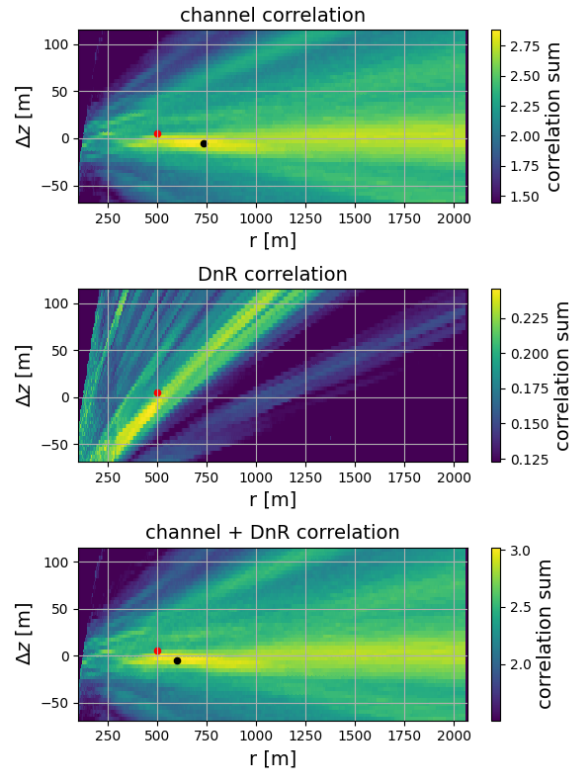 channel correlation
100
50
0
−50
Δz [m]
250 500 750 1000 1250 1500 1750 2000
r [m]
2.75
2.50
2.25
2.00
1.75
1.50
correlation sum
DnR correlation
100
50
0
−50
Δz [m]
250 500 750 1000 1250 1500 1750 2000
r [m]
0.225
0.200
0.175
0.150
0.125
correlation sum
channel + DnR correlation
100
50
0
−50
Δz [m]
250 500 750 1000 1250 1500 1750 2000
r [m]
3.0
2.5
2.0
correlation sum